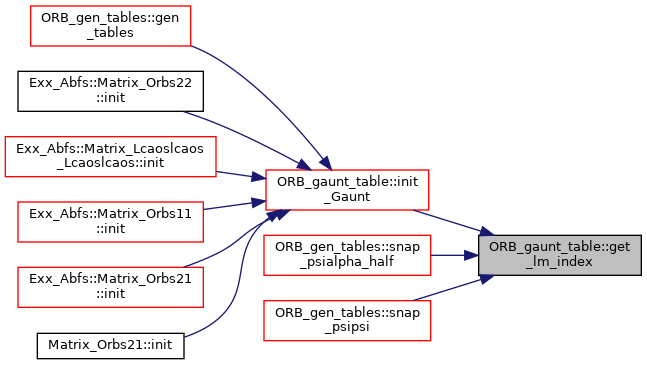 ORB_gen_tables::gen
_tables
Exx_Abfs::Matrix_Orbs22
::init
Exx_Abfs::Matrix_Lcaoslcaos
_Lcaoslcaos::init
Exx_Abfs::Matrix_Orbs11
::init
Exx_Abfs::Matrix_Orbs21
::init
Matrix_Orbs21::init
ORB_gaunt_table::init
_Gaunt
ORB_gen_tables::snap
_psialpha_half
ORB_gen_tables::snap
_psipsi
ORB_gaunt_table::get
_lm_index